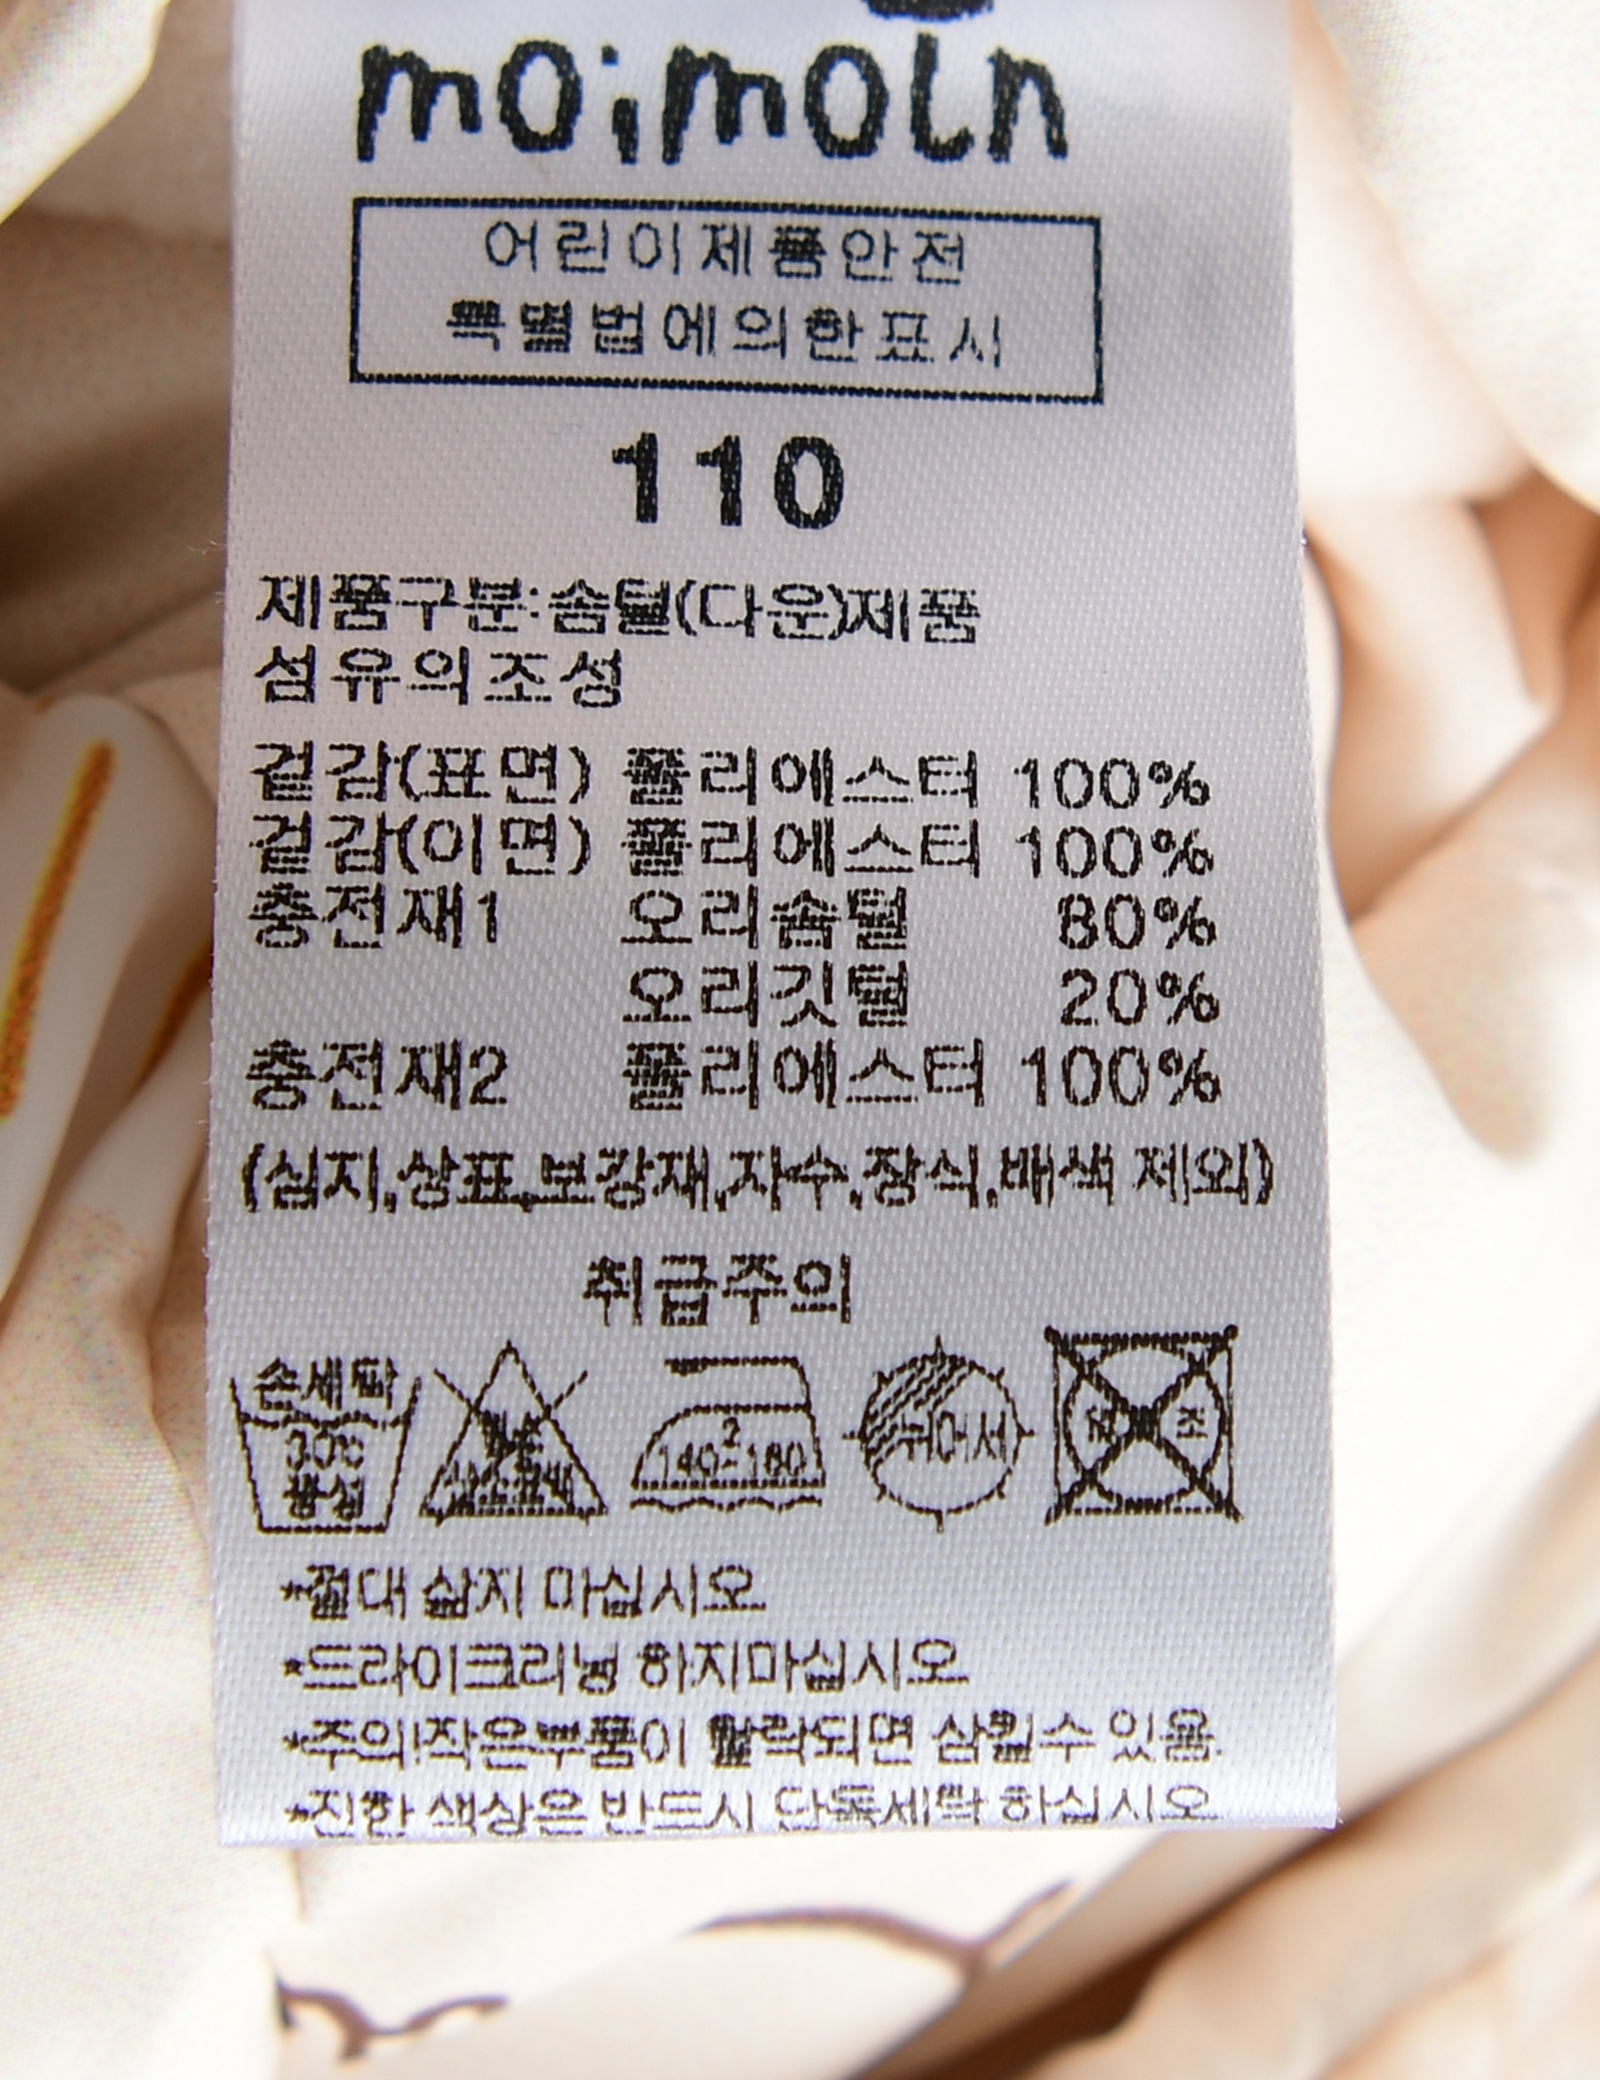 moimoln
어린이제품안전
특별법에의한표시
110
제품구분:솜털(다운)제품
섬유의조성
겉감(표면) 폴리에스터 100%
겉감(이면) 폴리에스터 100%
충전재1 오리솜털 80%
오리깃털 20%
충전재2 폴리에스터 100%
(심지,상표,보강재,자수,장식,배색 제외)
취급주의
손세탁
30℃
중성
2
140-160
뉘어서
*절대 삶지 마십시오
*드라이크리닝 하지마십시오
*주의!작은부품이 탈락되면 삼킬수 있음.
*진한 색상은 반드시 단독세탁 하십시오